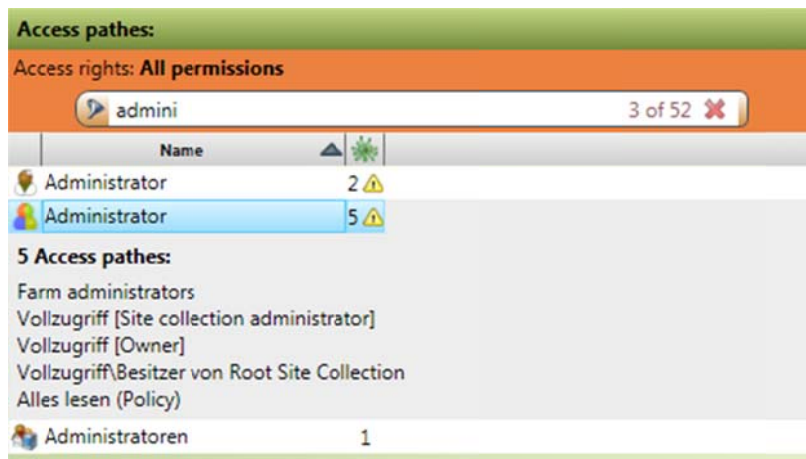 Access pathes:
Access rights: All permissions
admini 3 of 52
Name
Administrator 2
Administrator 5
5 Access pathes:
Farm administrators
Vollzugriff [Site collection administrator]
Vollzugriff [Owner]
Vollzugriff\Besitzer von Root Site Collection
Alles lesen (Policy)
Administratoren 1